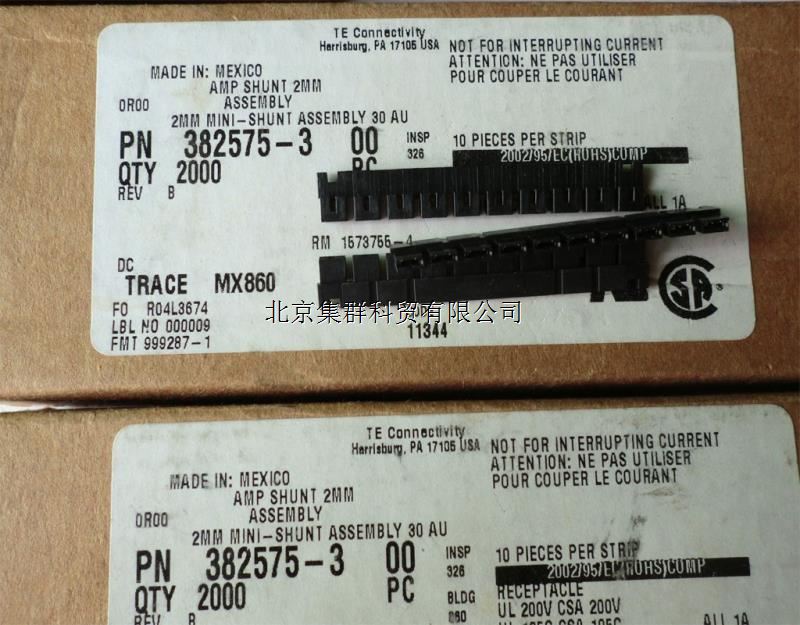 TE Connectivity
Harrisburg, PA 17105 USA
NOT FOR INTERRUPTING CURRENT
ATTENTION: NE PAS UTILISER
POUR COUPER LE COURANT
MADE IN: MEXICO
AMP SHUNT 2MM
0R00 ASSEMBLY
2MM MINI-SHUNT ASSEMBLY 30 AU
PN 382575-3 00 INSP 10 PIECES PER STRIP
326 2002/95/EC(ROHS)COMP
QTY 2000 PC
REV B
ALL 1A
RM 1573755-4
DC
TRACE MX860
FO R04L3674
LBL NO 000009
FMT 999287-1
11344
北京集群科贸有限公司
TE Connectivity
Harrisburg, PA 17105 USA
NOT FOR INTERRUPTING CURRENT
ATTENTION: NE PAS UTILISER
POUR COUPER LE COURANT
MADE IN: MEXICO
AMP SHUNT 2MM
0R00 ASSEMBLY
2MM MINI-SHUNT ASSEMBLY 30 AU
PN 382575-3 00 INSP 10 PIECES PER STRIP
326 2002/95/EC(ROHS)COMP
QTY 2000 PC BLDG RECEPTACLE
UL 200V CSA 200V
REV B 860 ALL 1A